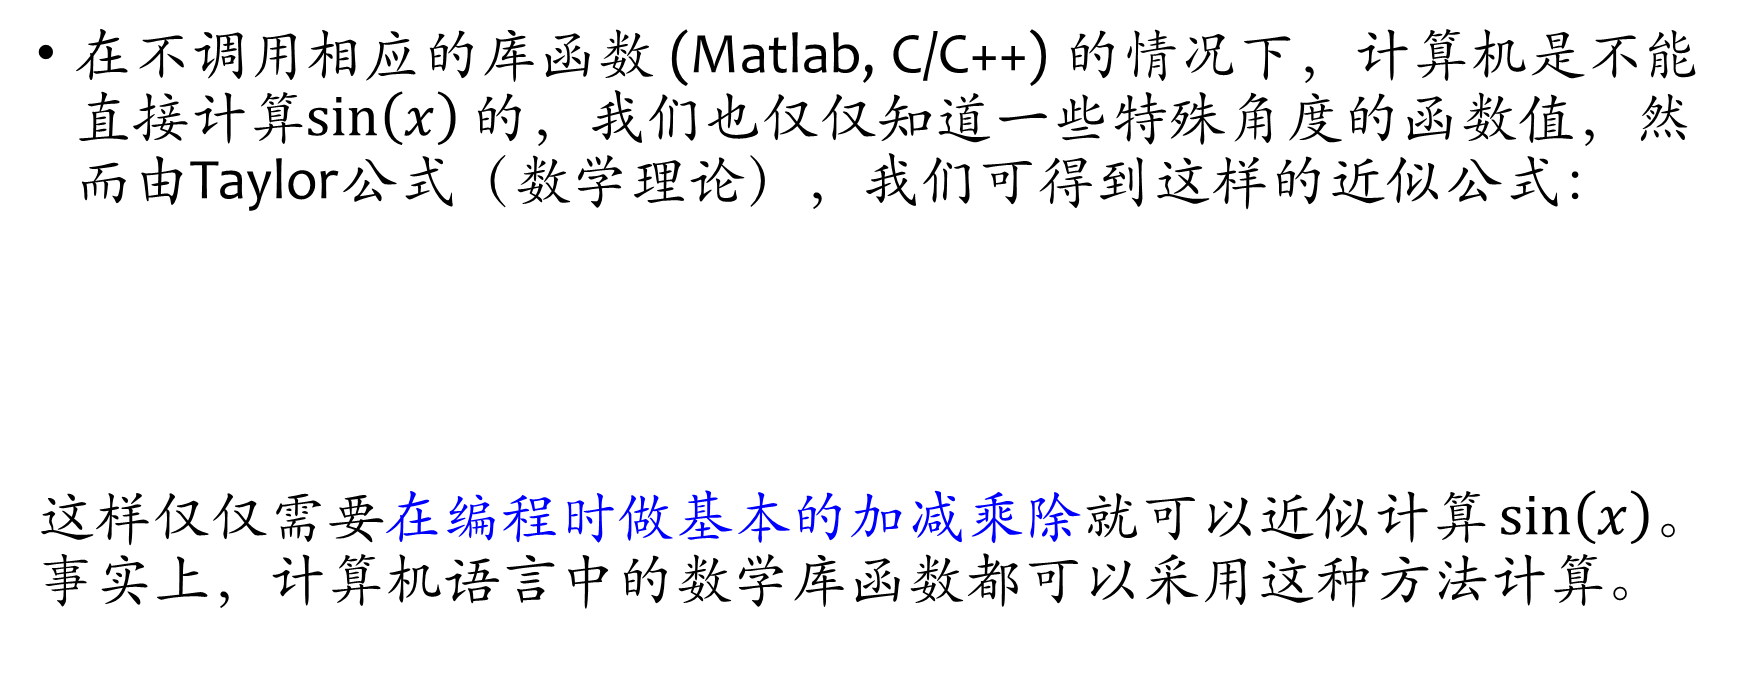 • 在不调用相应的库函数 (Matlab, C/C++) 的情况下，计算机是不能
直接计算sin(x) 的，我们也仅仅知道一些特殊角度的函数值，然
而由Taylor公式（数学理论），我们可得到这样的近似公式：
这样仅仅需要在编程时做基本的加减乘除就可以近似计算 sin(x)。
事实上，计算机语言中的数学库函数都可以采用这种方法计算。